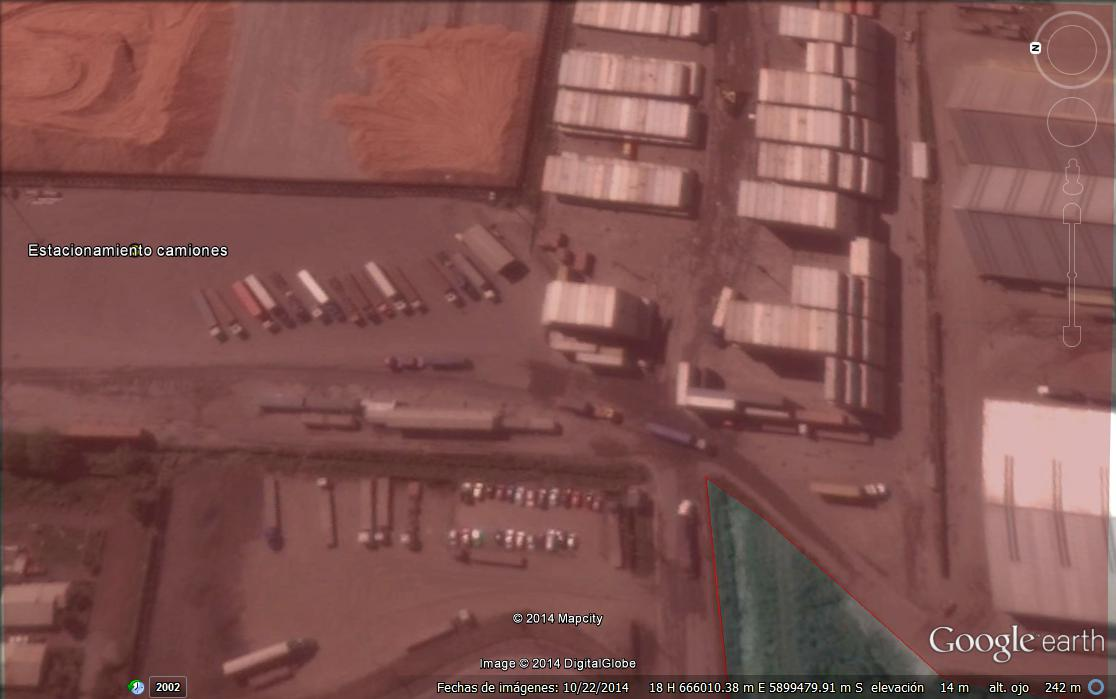 N
Estacionamiento camiones
© 2014 Mapcity
Google earth
Image © 2014 DigitalGlobe
2002
Fechas de imágenes: 10/22/2014 18 H 666010.38 m E 5899479.91 m S elevación 14 m alt. ojo 242 m